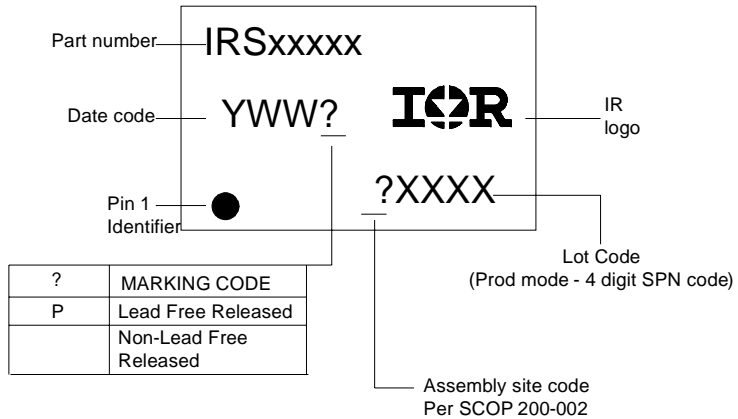 Part number
IRSxxxxx
Date code
YWW?
IOR
IR
logo
?XXXX
Pin 1
Identifier
Lot Code
(Prod mode - 4 digit SPN code)
? MARKING CODE
P Lead Free Released
Non-Lead Free
Released
Assembly site code
Per SCOP 200-002